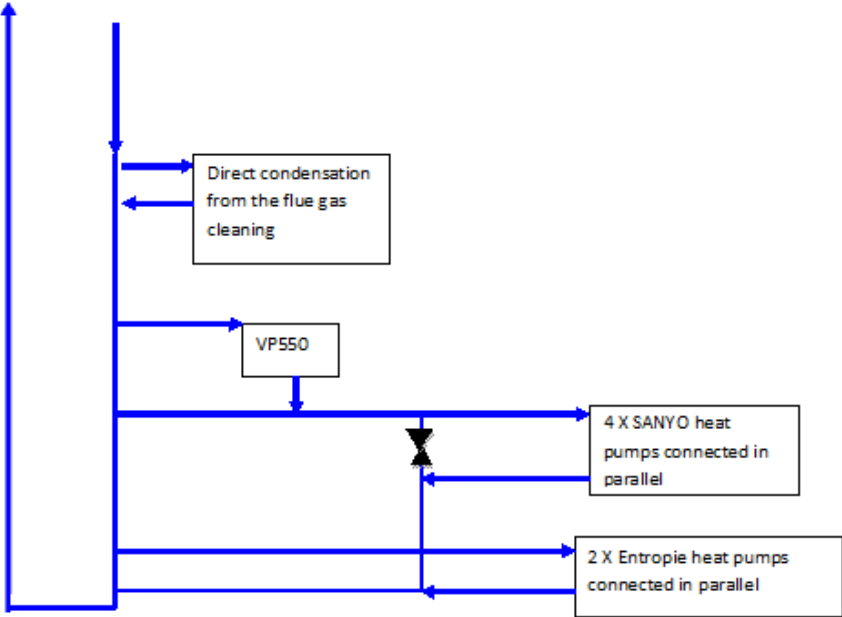 Direct condensation
from the flue gas
cleaning
VP550
4 X SANYO heat
pumps connected in
parallel
2 X Entropie heat pumps
connected in parallel